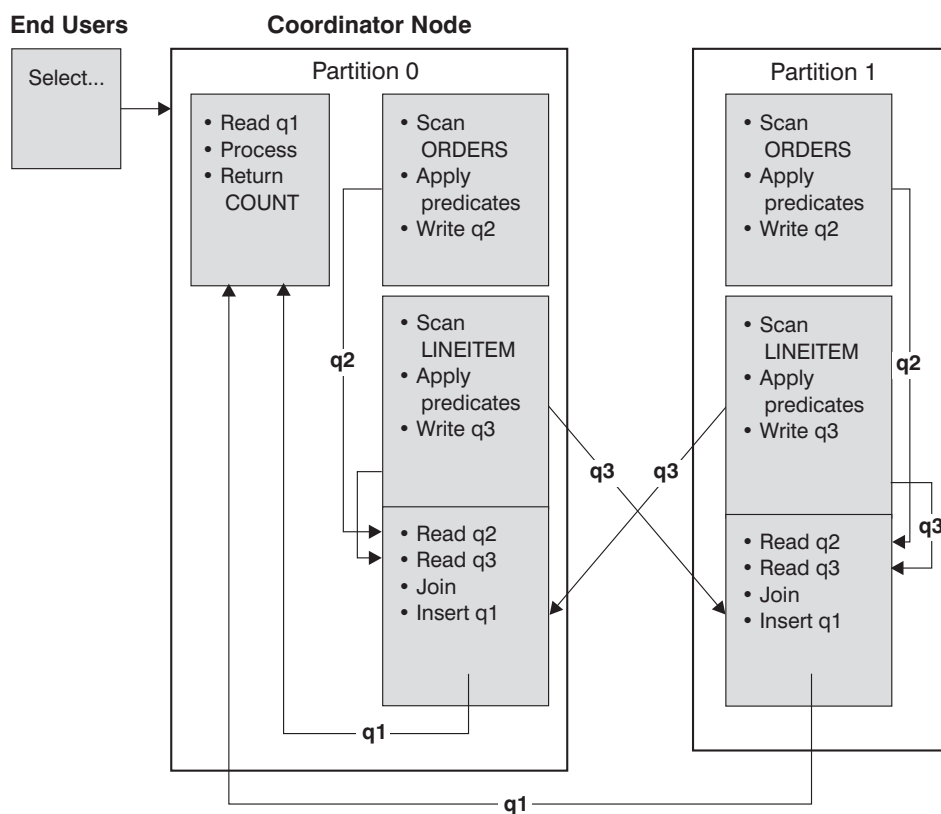 End Users
Coordinator Node
Select...
Partition 0
• Read q1
• Process
• Return
COUNT
• Scan
ORDERS
• Apply
predicates
• Write q2
q2
• Scan
LINEITEM
• Apply
predicates
• Write q3
• Read q2
• Read q3
• Join
• Insert q1
q1
q3
q3
Partition 1
• Scan
ORDERS
• Apply
predicates
• Write q2
q2
• Scan
LINEITEM
• Apply
predicates
• Write q3
q3
• Read q2
• Read q3
• Join
• Insert q1
q1